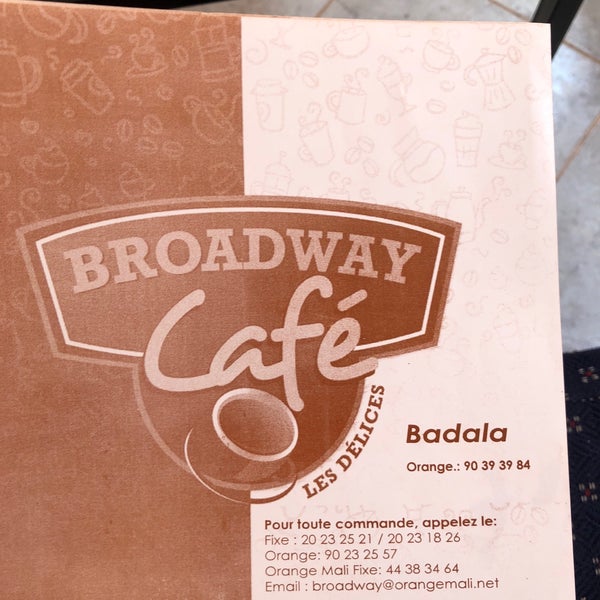 BROADWAY
Café
LES DÉLICES
Badala
Orange.: 90 39 39 84
Pour toute commande, appelez le:
Fixe : 20 23 25 21 / 20 23 18 26
Orange: 90 23 25 57
Orange Mali Fixe: 44 38 34 64
Email : broadway@orangemali.net